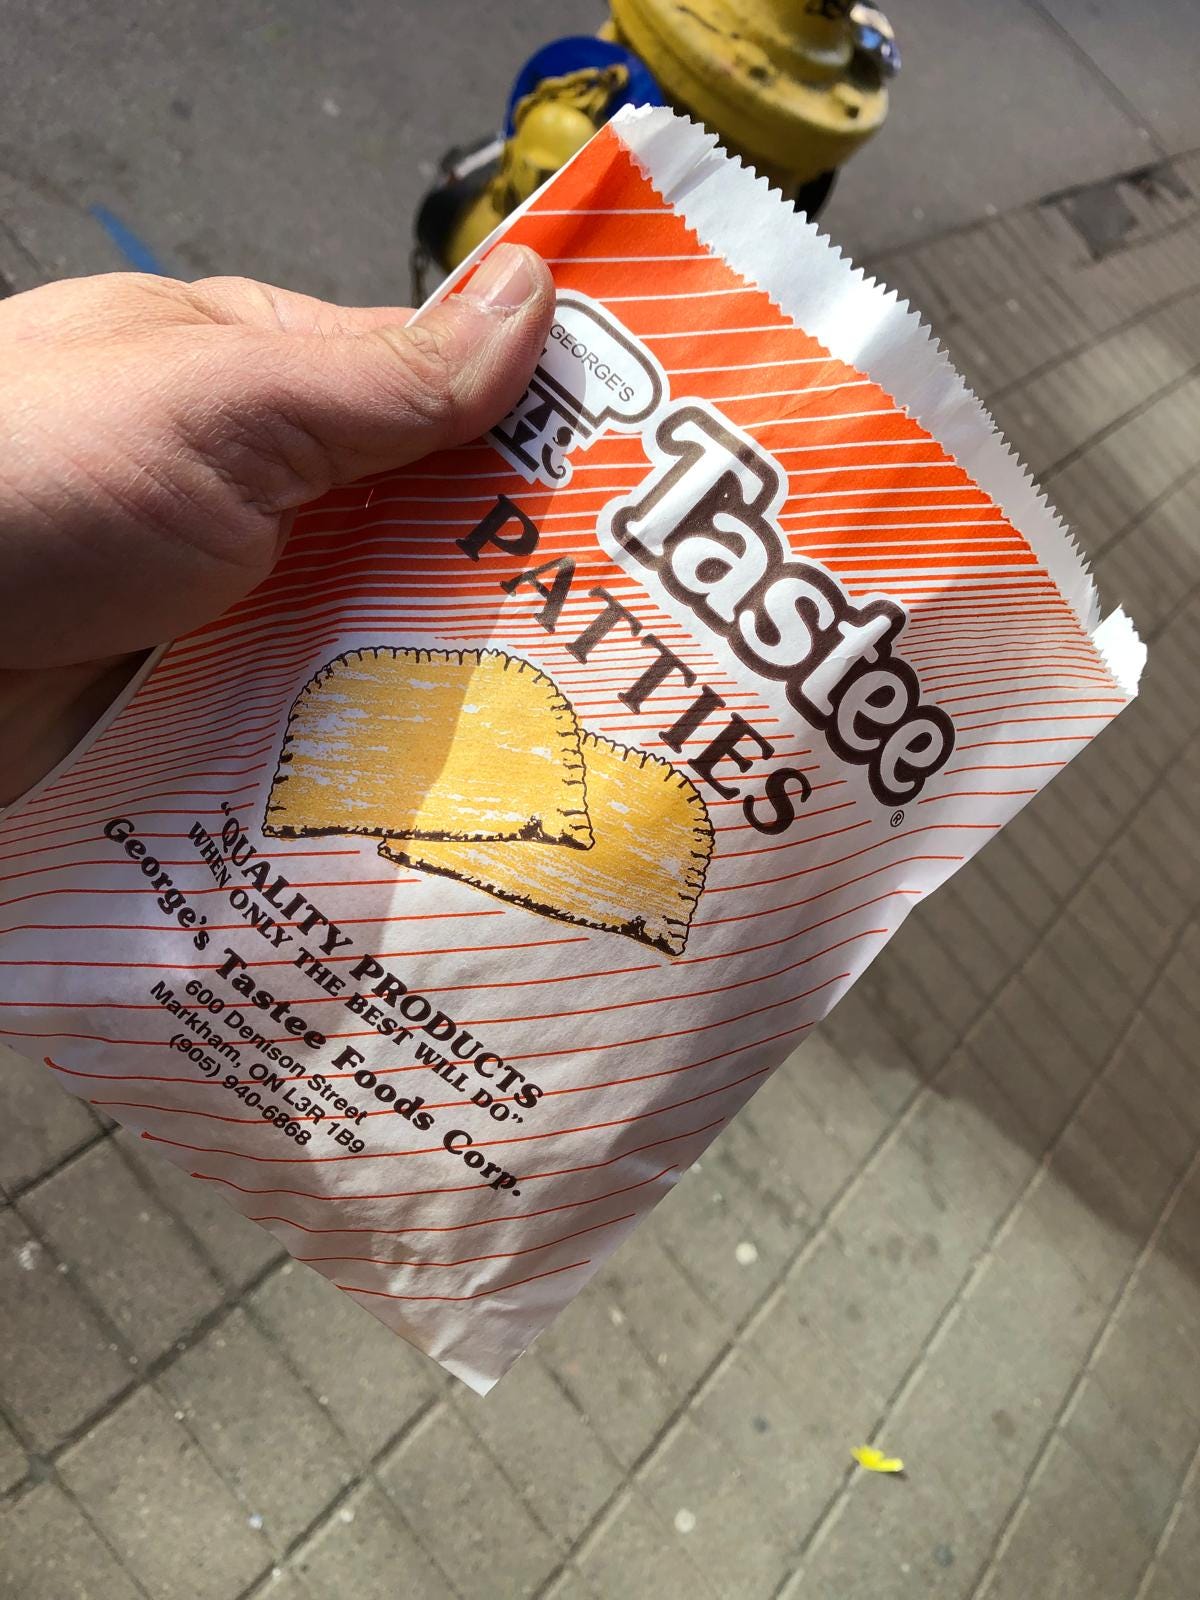 GEORGE'S
Tastee
®
PATTIES
"QUALITY PRODUCTS
WHEN ONLY THE BEST WILL DO"
George's Tastee Foods Corp.
600 Denison Street
Markham, ON L3R 1B9
(905) 940-6868